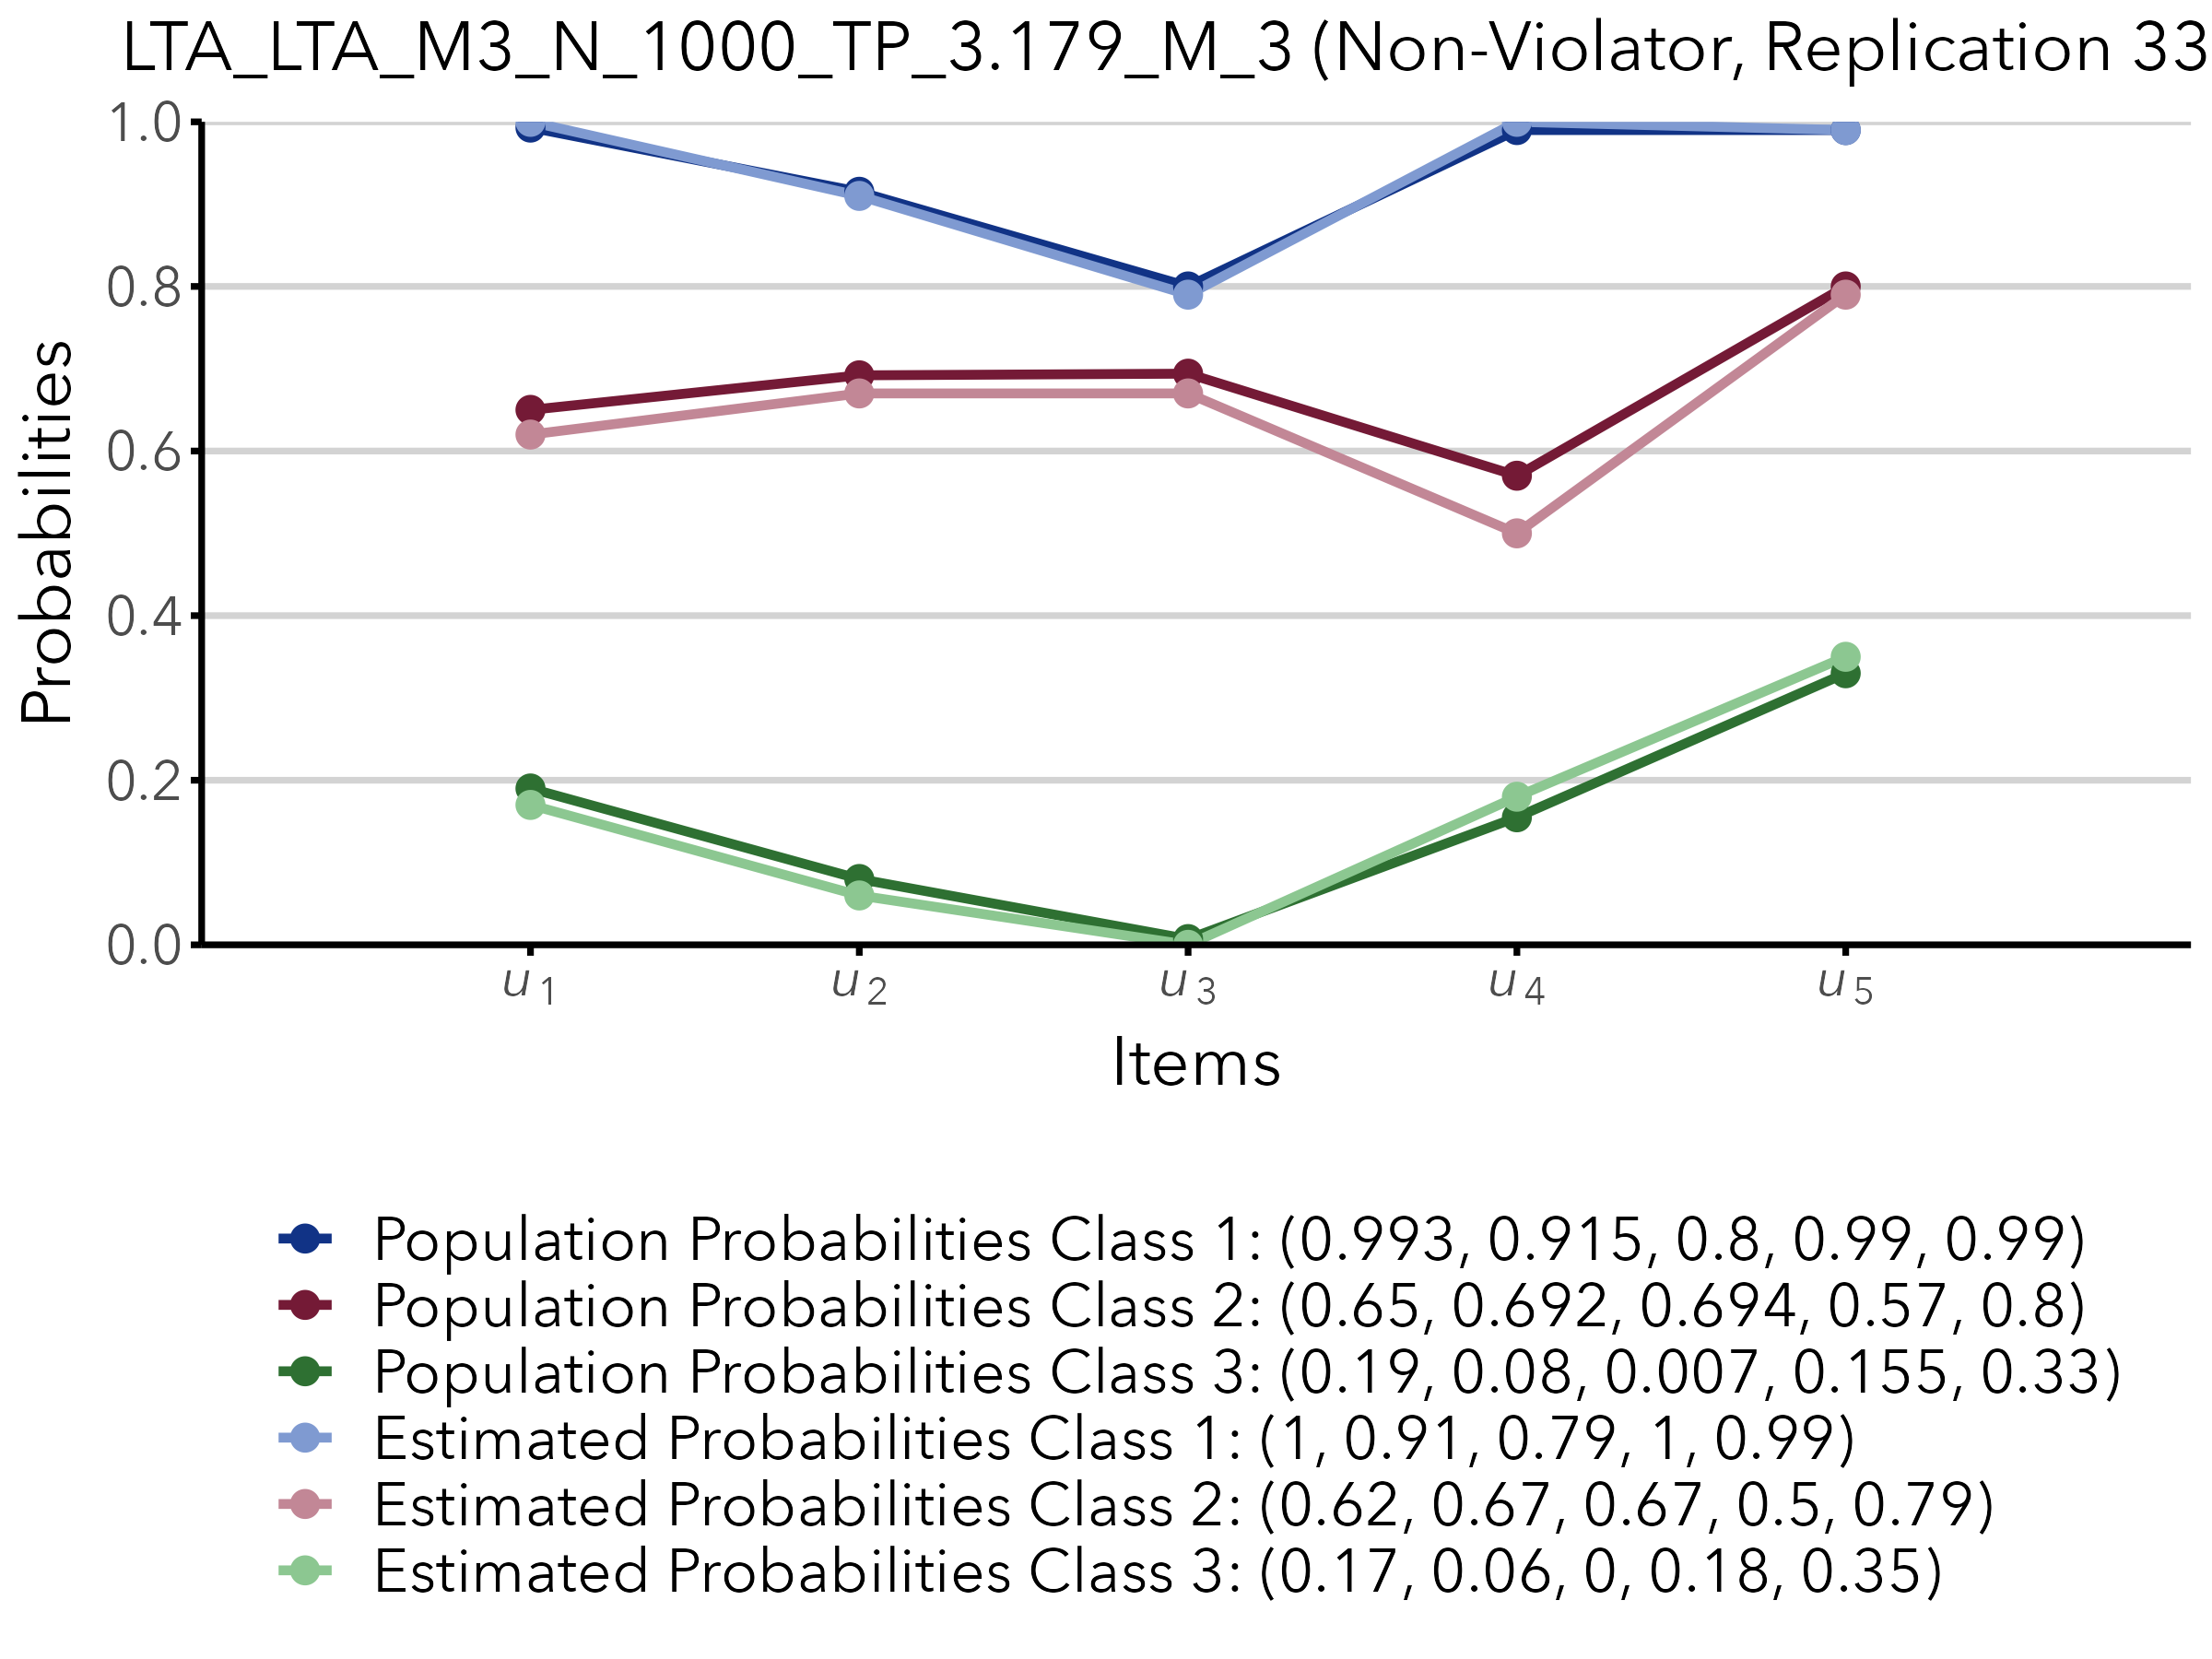 LTA_LTA_M3_N_1000_TP_3.179_M_3 (Non-Violator, Replication 33
1.0
0.8
0.6
0.4
0.2
0.0
Probabilities
u1 u2 u3 u4 u5
Items
Population Probabilities Class 1: (0.993, 0.915, 0.8, 0.99, 0.99)
Population Probabilities Class 2: (0.65, 0.692, 0.694, 0.57, 0.8)
Population Probabilities Class 3: (0.19, 0.08, 0.007, 0.155, 0.33)
Estimated Probabilities Class 1: (1, 0.91, 0.79, 1, 0.99)
Estimated Probabilities Class 2: (0.62, 0.67, 0.67, 0.5, 0.79)
Estimated Probabilities Class 3: (0.17, 0.06, 0, 0.18, 0.35)